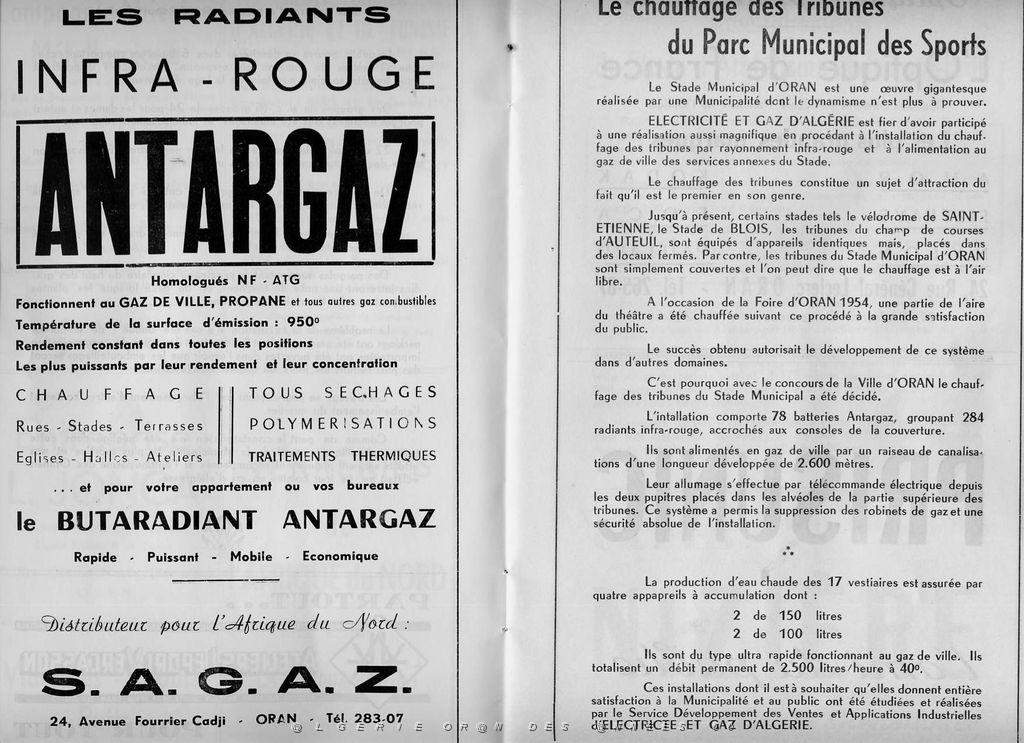 LES RADIANTS
INFRA - ROUGE
ANTARGAZ
Homologués NF - ATG
Fonctionnent au GAZ DE VILLE, PROPANE et tous autres gaz combustibles
Température de la surface d'émission : 950º
Rendement constant dans toutes les positions
Les plus puissants par leur rendement et leur concentration
CHAUFFAGE
Rues - Stades - Terrasses
Eglises - Halles - Ateliers
TOUS SECHAGES
POLYMERISATIONS
TRAITEMENTS THERMIQUES
... et pour votre appartement ou vos bureaux
le BUTARADIANT ANTARGAZ
Rapide - Puissant - Mobile - Economique
Distributeur pour l'Afrique du Nord :
S. A. G. A. Z.
24, Avenue Fourrier Cadji - ORAN - Tél. 283-07
Le chauffage des Tribunes
du Parc Municipal des Sports
Le Stade Municipal d'ORAN est une œuvre gigantesque
réalisée par une Municipalité dont le dynamisme n'est plus à prouver.
ELECTRICITÉ ET GAZ D'ALGÉRIE est fier d'avoir participé
à une réalisation aussi magnifique en procédant à l'installation du chauf-
fage des tribunes par rayonnement infra-rouge et à l'alimentation au
gaz de ville des services annexes du Stade.
Le chauffage des tribunes constitue un sujet d'attraction du
fait qu'il est le premier en son genre.
Jusqu'à présent, certains stades tels le vélodrome de SAINT-
ETIENNE, le Stade de BLOIS, les tribunes du champ de courses
d'AUTEUIL, sont équipés d'appareils identiques mais, placés dans
des locaux fermés. Par contre, les tribunes du Stade Municipal d'ORAN
sont simplement couvertes et l'on peut dire que le chauffage est à l'air
libre.
A l'occasion de la Foire d'ORAN 1954, une partie de l'aire
du théâtre a été chauffée suivant ce procédé à la grande satisfaction
du public.
Le succès obtenu autorisait le développement de ce système
dans d'autres domaines.
C'est pourquoi avec le concours de la Ville d'ORAN le chauf-
fage des tribunes du Stade Municipal a été décidé.
L'intallation comporte 78 batteries Antargaz, groupant 284
radiants infra-rouge, accrochés aux consoles de la couverture.
Ils sont alimentés en gaz de ville par un raiseau de canalisa-
tions d'une longueur développée de 2.600 mètres.
Leur allumage s'effectue par télécommande électrique depuis
les deux pupitres placés dans les alvéoles de la partie supérieure des
tribunes. Ce système a permis la suppression des robinets de gaz et une
sécurité absolue de l'installation.
La production d'eau chaude des 17 vestiaires est assurée par
quatre appapreils à accumulation dont :
2 de 150 litres
2 de 100 litres
Ils sont du type ultra rapide fonctionnant au gaz de ville. Ils
totalisent un débit permanent de 2.500 litres/heure à 40º.
Ces installations dont il est à souhaiter qu'elles donnent entière
satisfaction à la Municipalité et au public ont été étudiées et réalisées
par le Service Développement des Ventes et Applications Industrielles
d'ELECTRICITÉ ET GAZ D'ALGERIE.